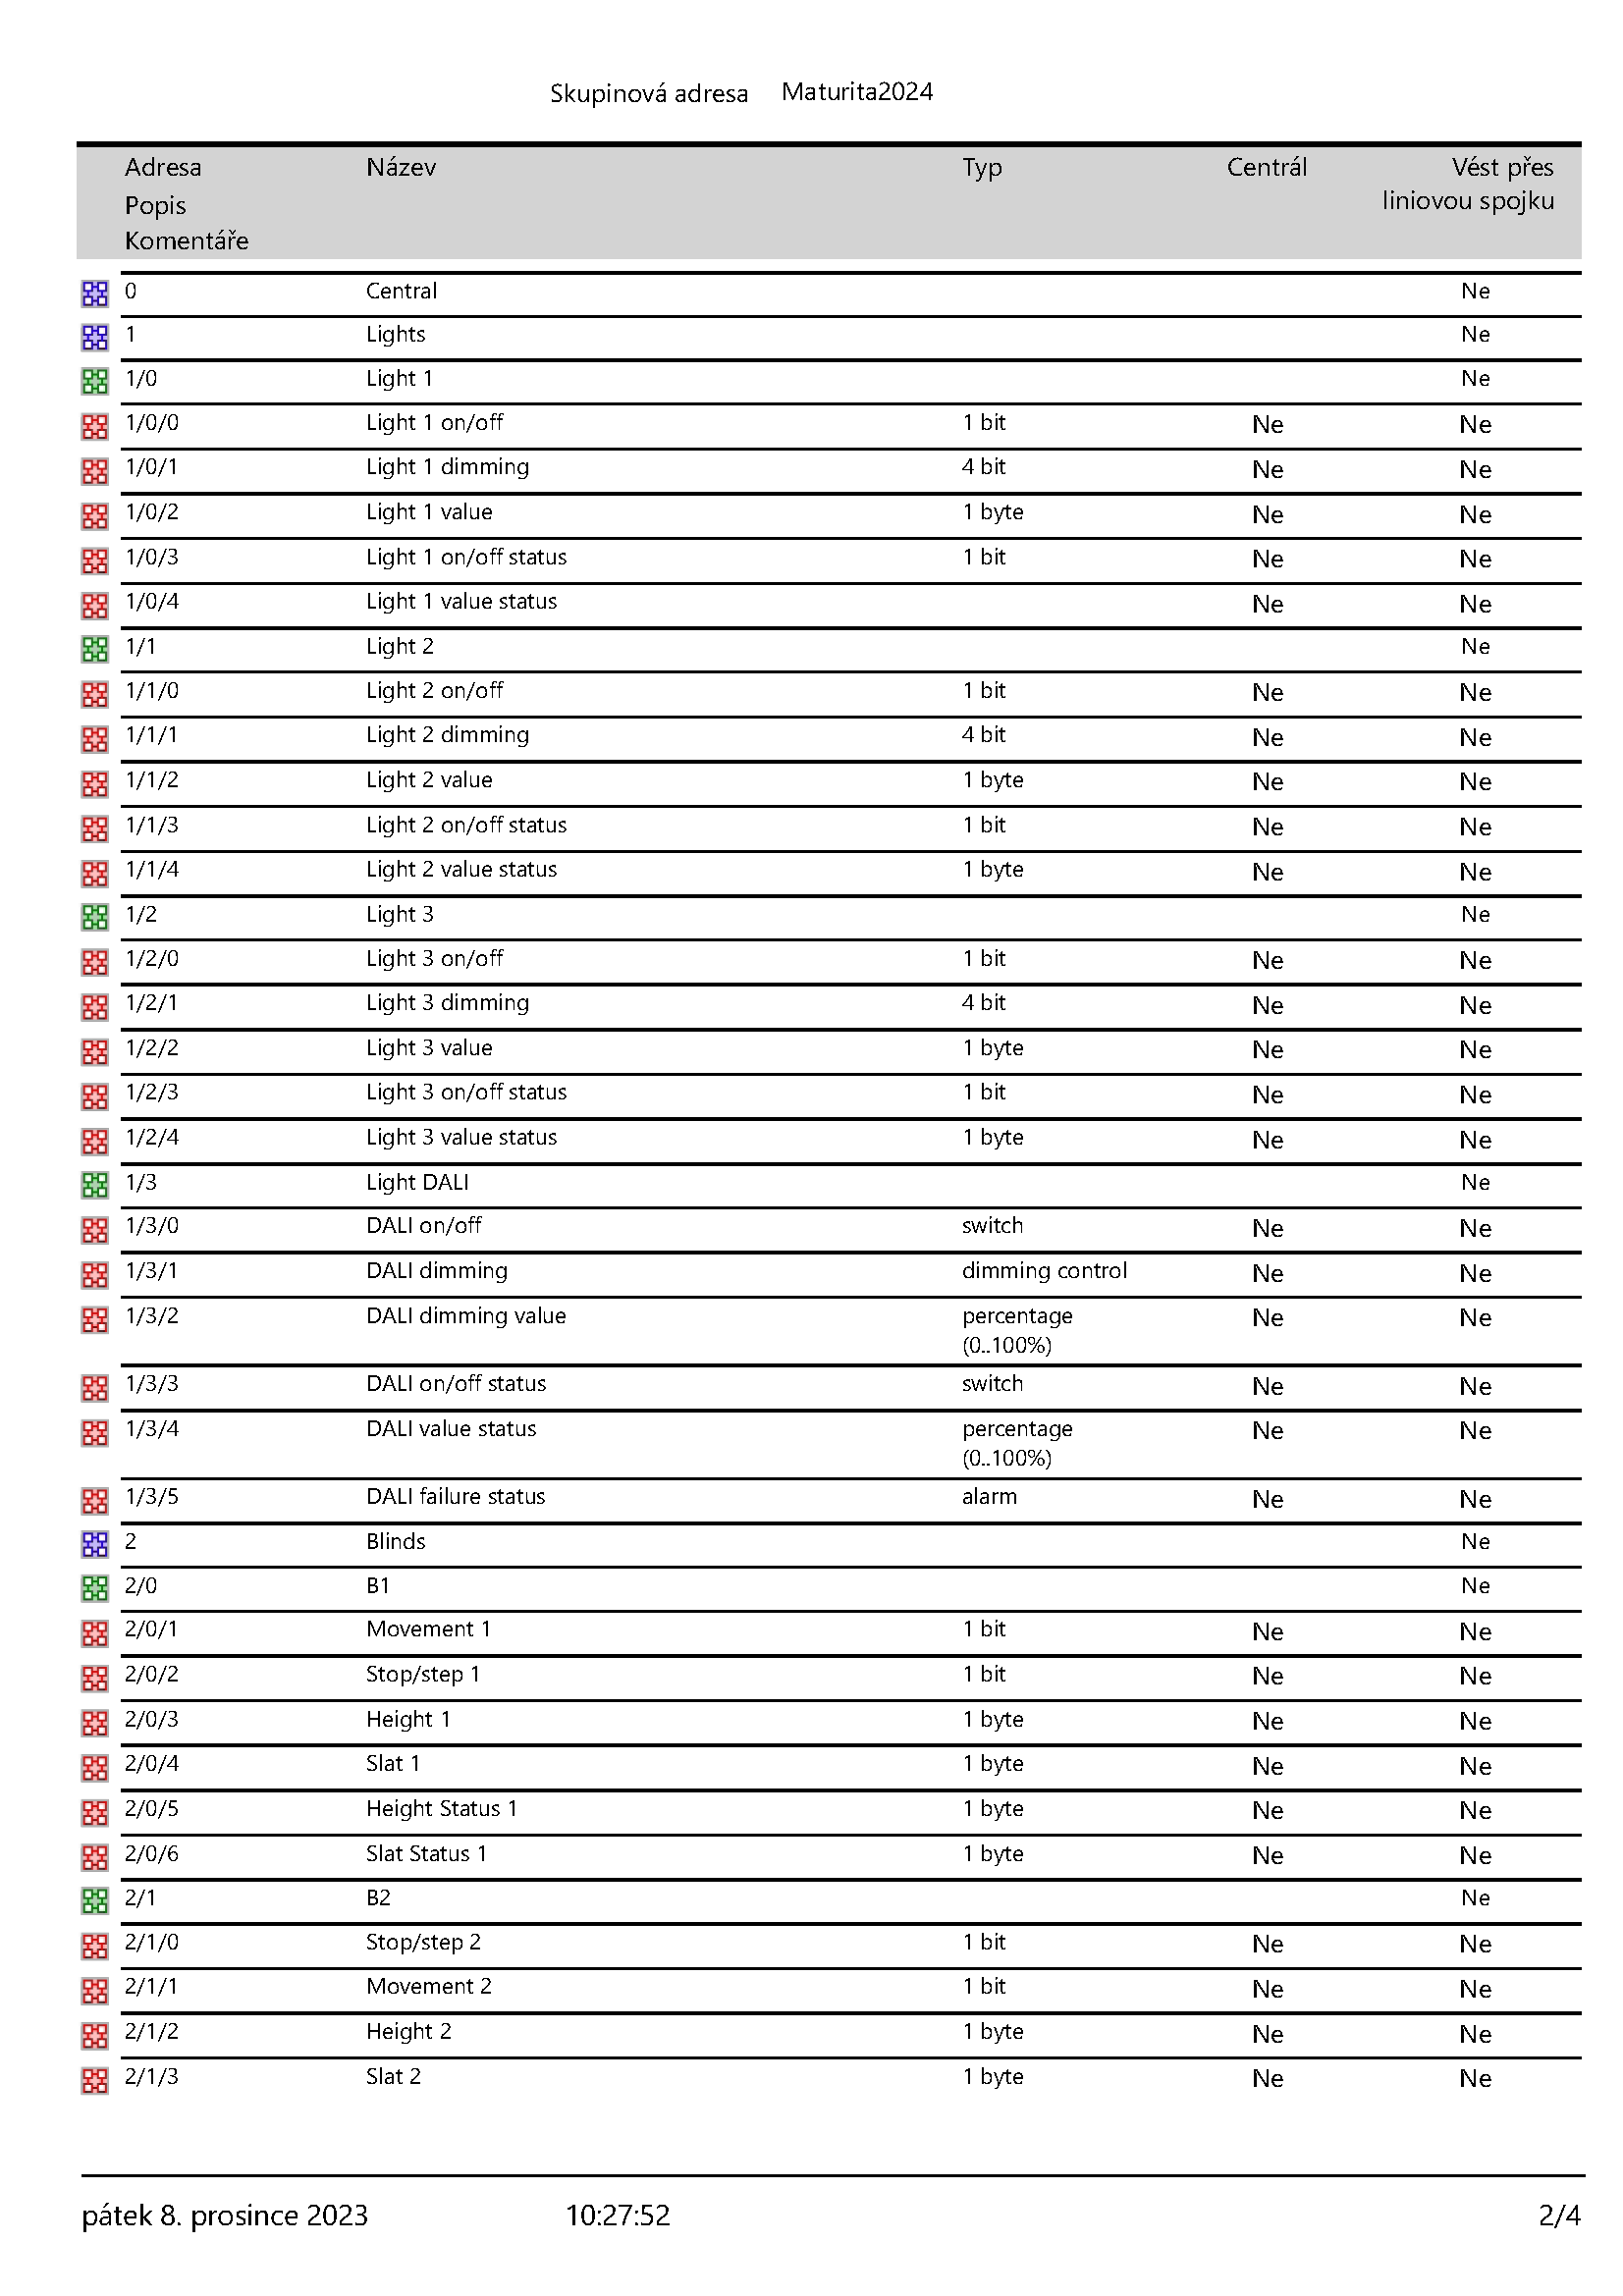 Skupinová adresa Maturita2024
Adresa Název Typ Centrál Vést přes
Popis liniovou spojku
Komentáře
0 Central Ne
1 Lights Ne
1/0 Light 1 Ne
1/0/0 Light 1 on/off 1 bit Ne Ne
1/0/1 Light 1 dimming 4 bit Ne Ne
1/0/2 Light 1 value 1 byte Ne Ne
1/0/3 Light 1 on/off status 1 bit Ne Ne
1/0/4 Light 1 value status Ne Ne
1/1 Light 2 Ne
1/1/0 Light 2 on/off 1 bit Ne Ne
1/1/1 Light 2 dimming 4 bit Ne Ne
1/1/2 Light 2 value 1 byte Ne Ne
1/1/3 Light 2 on/off status 1 bit Ne Ne
1/1/4 Light 2 value status 1 byte Ne Ne
1/2 Light 3 Ne
1/2/0 Light 3 on/off 1 bit Ne Ne
1/2/1 Light 3 dimming 4 bit Ne Ne
1/2/2 Light 3 value 1 byte Ne Ne
1/2/3 Light 3 on/off status 1 bit Ne Ne
1/2/4 Light 3 value status 1 byte Ne Ne
1/3 Light DALI Ne
1/3/0 DALI on/off switch Ne Ne
1/3/1 DALI dimming dimming control Ne Ne
1/3/2 DALI dimming value percentage Ne Ne
(0..100%)
1/3/3 DALI on/off status switch Ne Ne
1/3/4 DALI value status percentage Ne Ne
(0..100%)
1/3/5 DALI failure status alarm Ne Ne
2 Blinds Ne
2/0 B1 Ne
2/0/1 Movement 1 1 bit Ne Ne
2/0/2 Stop/step 1 1 bit Ne Ne
2/0/3 Height 1 1 byte Ne Ne
2/0/4 Slat 1 1 byte Ne Ne
2/0/5 Height Status 1 1 byte Ne Ne
2/0/6 Slat Status 1 1 byte Ne Ne
2/1 B2 Ne
2/1/0 Stop/step 2 1 bit Ne Ne
2/1/1 Movement 2 1 bit Ne Ne
2/1/2 Height 2 1 byte Ne Ne
2/1/3 Slat 2 1 byte Ne Ne
pátek 8. prosince 2023 10:27:52 2/4